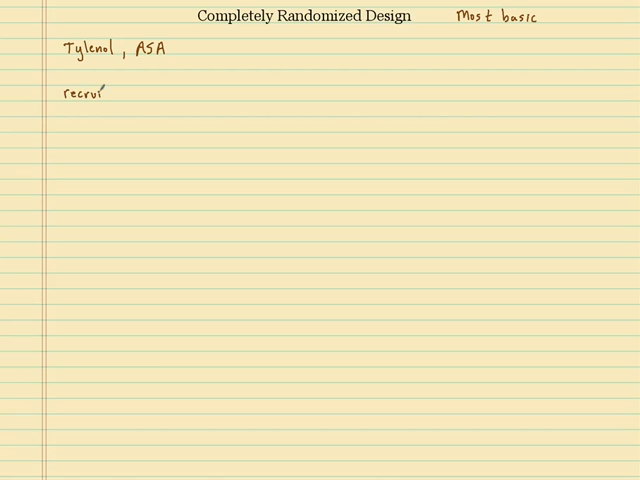 Completely Randomized Design Most basic
Tylenol, ASA
recrui